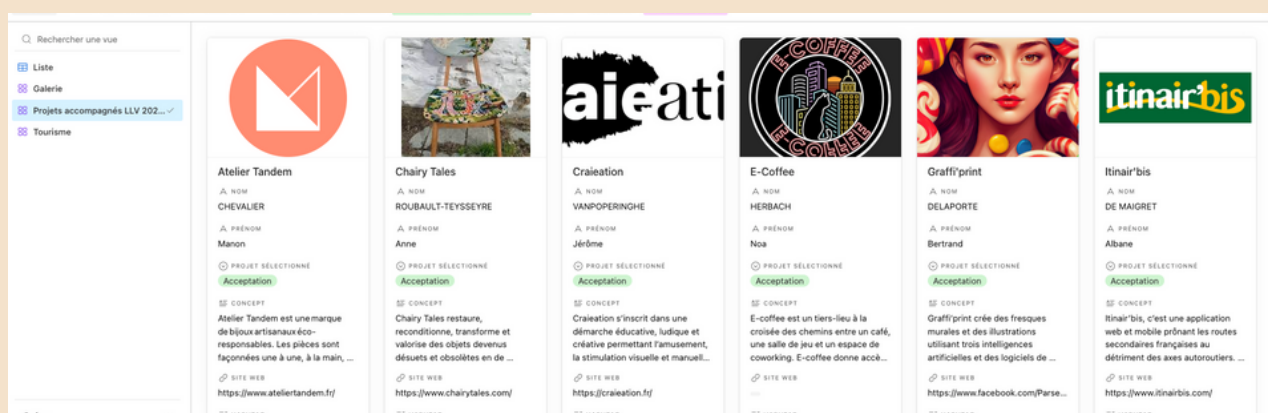 Rechercher une vue
Liste
Galerie
Projets accompagnés LLV 202...
Tourisme
aieati
E-COFFEE
E-COFFEE
itinair'bis
Atelier Tandem
NOM
CHEVALIER
PRÉNOM
Manon
PROJET SÉLECTIONNÉ
Acceptation
CONCEPT
Atelier Tandem est une marque
de bijoux artisanaux éco-
responsables. Les pièces sont
façonnées une à une, à la main, ...
SITE WEB
https://www.ateliertandem.fr/
Chairy Tales
NOM
ROUBAULT-TEYSSEYRE
PRÉNOM
Anne
PROJET SÉLECTIONNÉ
Acceptation
CONCEPT
Chairy Tales restaure,
reconditionne, transforme et
valorise des objets devenus
désuets et obsolètes en de ...
SITE WEB
https://www.chairytales.com/
Craieation
NOM
VANPOPERINGHE
PRÉNOM
Jérôme
PROJET SÉLECTIONNÉ
Acceptation
CONCEPT
Craieation s'inscrit dans une
démarche éducative, ludique et
créative permettant l'amusement,
la stimulation visuelle et manuell...
SITE WEB
https://craieation.fr/
E-Coffee
NOM
HERBACH
PRÉNOM
Noa
PROJET SÉLECTIONNÉ
Acceptation
CONCEPT
E-coffee est un tiers-lieu à la
croisée des chemins entre un café,
une salle de jeu et un espace de
coworking. E-coffee donne accè...
SITE WEB
Graffi'print
NOM
DELAPORTE
PRÉNOM
Bertrand
PROJET SÉLECTIONNÉ
Acceptation
CONCEPT
Graffi'print crée des fresques
murales et des illustrations
utilisant trois intelligences
artificielles et des logiciels de ...
SITE WEB
https://www.facebook.com/Parse...
Itinair'bis
NOM
DE MAIGRET
PRÉNOM
Albane
PROJET SÉLECTIONNÉ
Acceptation
CONCEPT
Itinair'bis, c'est une application
web et mobile prônant les routes
secondaires françaises au
détriment des axes autoroutiers. ...
SITE WEB
https://www.itinairbis.com/